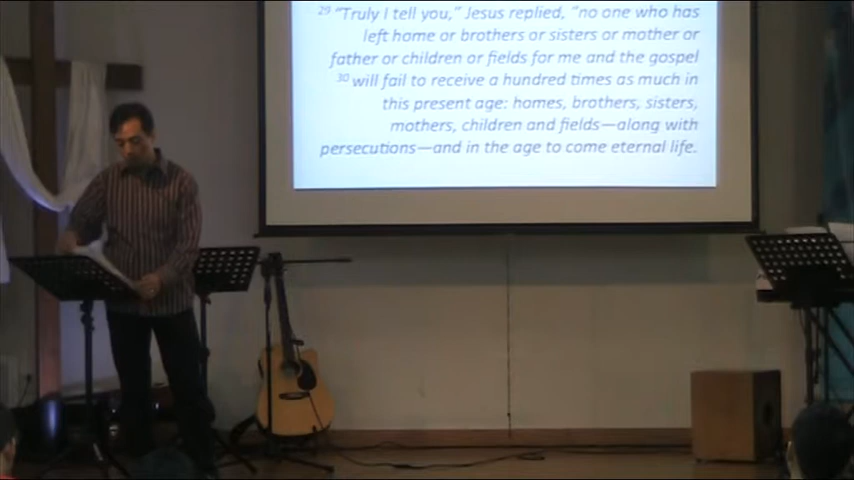 29 "Truly I tell you," Jesus replied, "no one who has
left home or brothers or sisters or mother or
father or children or fields for me and the gospel
30 will fail to receive a hundred times as much in
this present age: homes, brothers, sisters,
mothers, children and fields—along with
persecutions—and in the age to come eternal life.